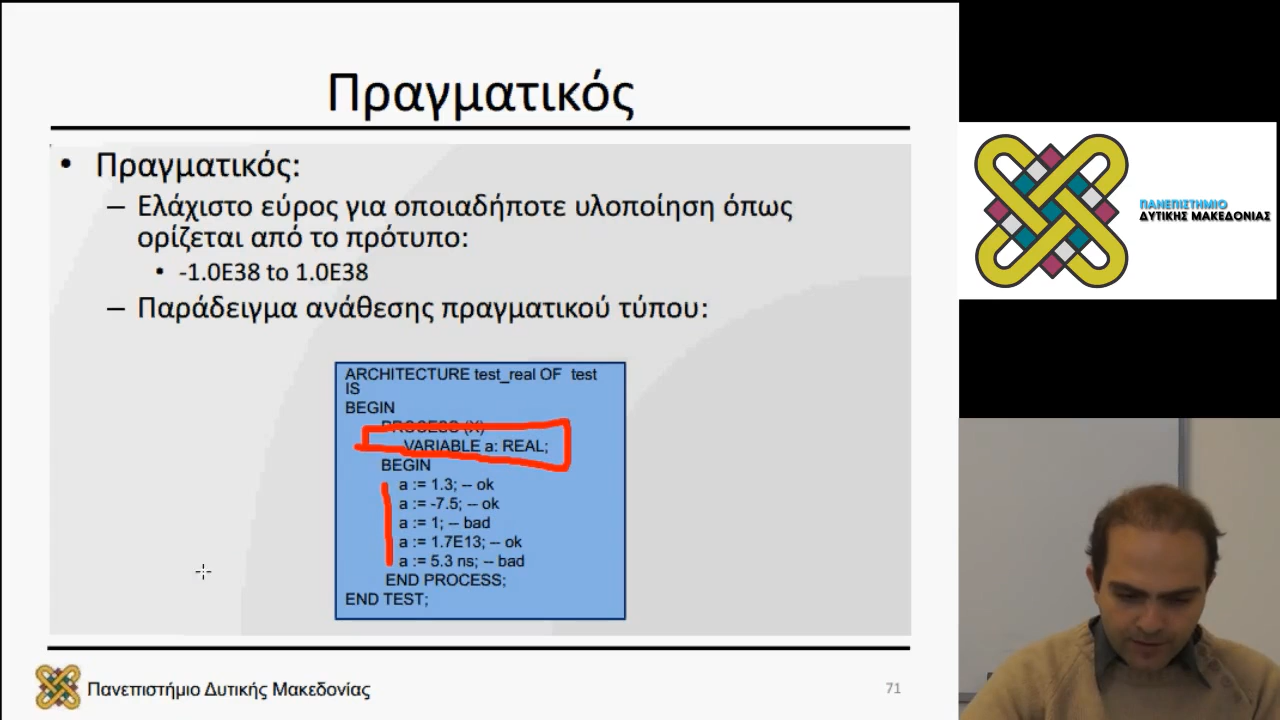 Πραγματικός
• Πραγματικός:
– Ελάχιστο εύρος για οποιαδήποτε υλοποίηση όπως
ορίζεται από το πρότυπο:
• -1.0E38 to 1.0E38
– Παράδειγμα ανάθεσης πραγματικού τύπου:
ARCHITECTURE test_real OF test
IS
BEGIN
PROCESS (X)
VARIABLE a: REAL;
BEGIN
a := 1.3; -- ok
a := -7.5; -- ok
a := 1; -- bad
a := 1.7E13; -- ok
a := 5.3 ns; -- bad
END PROCESS;
END TEST;
Πανεπιστήμιο Δυτικής Μακεδονίας
71
ΠΑΝΕΠΙΣΤΗΜΙΟ
ΔΥΤΙΚΗΣ ΜΑΚΕΔΟΝΙΑΣ